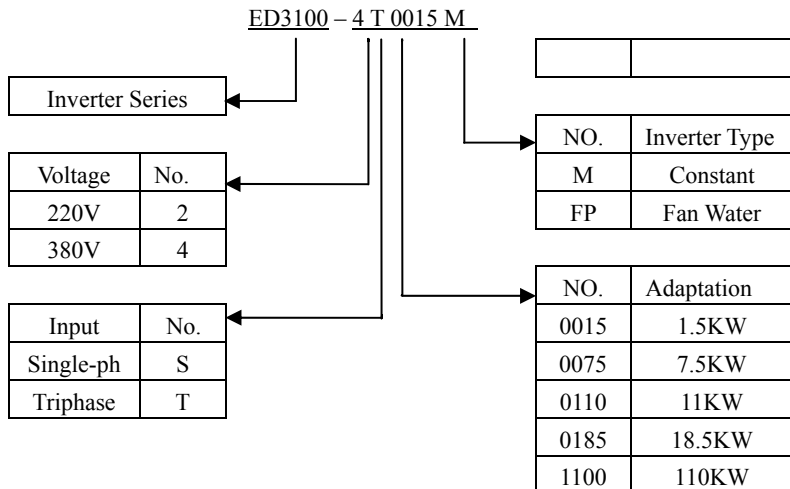 ED3100 – 4 T 0015 M
Inverter Series
Voltage No.
220V 2
380V 4
Input No.
Single-ph S
Triphase T
NO. Inverter Type
M Constant
FP Fan Water
NO. Adaptation
0015 1.5KW
0075 7.5KW
0110 11KW
0185 18.5KW
1100 110KW